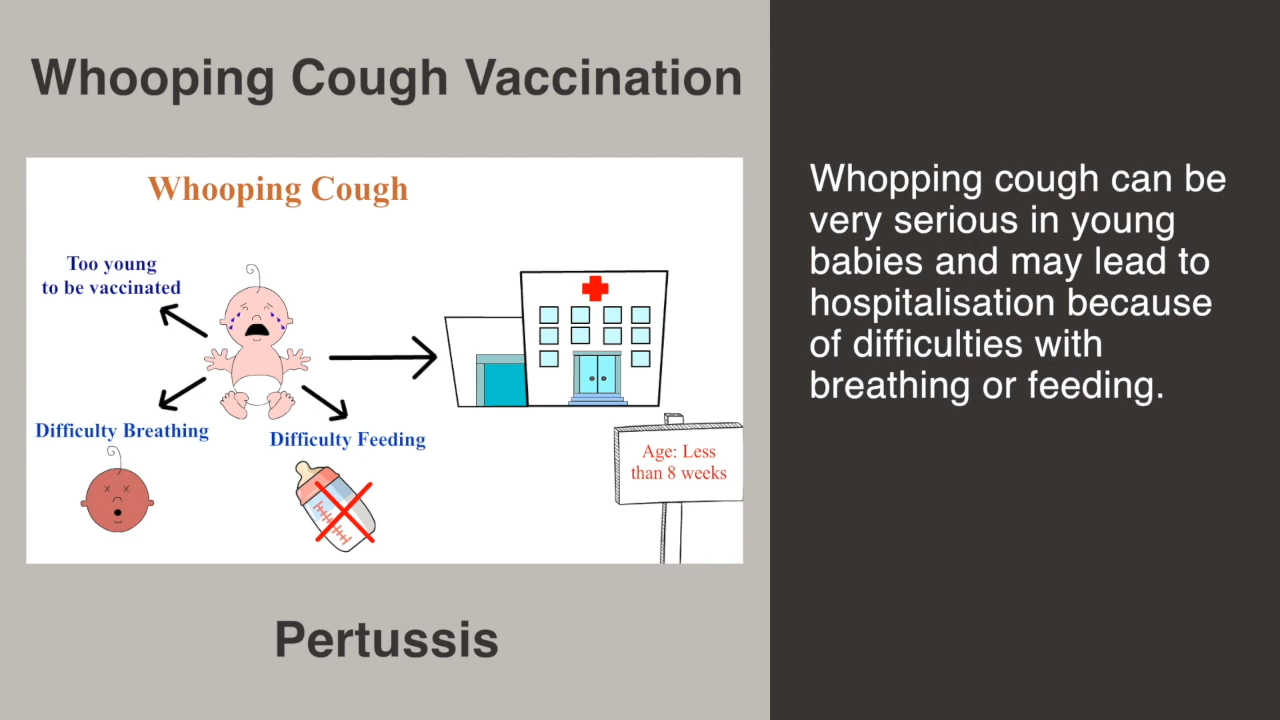 Whooping Cough Vaccination
Whooping Cough
Too young
to be vaccinated
Difficulty Breathing
Difficulty Feeding
Age: Less
than 8 weeks
Pertussis
Whopping cough can be
very serious in young
babies and may lead to
hospitalisation because
of difficulties with
breathing or feeding.